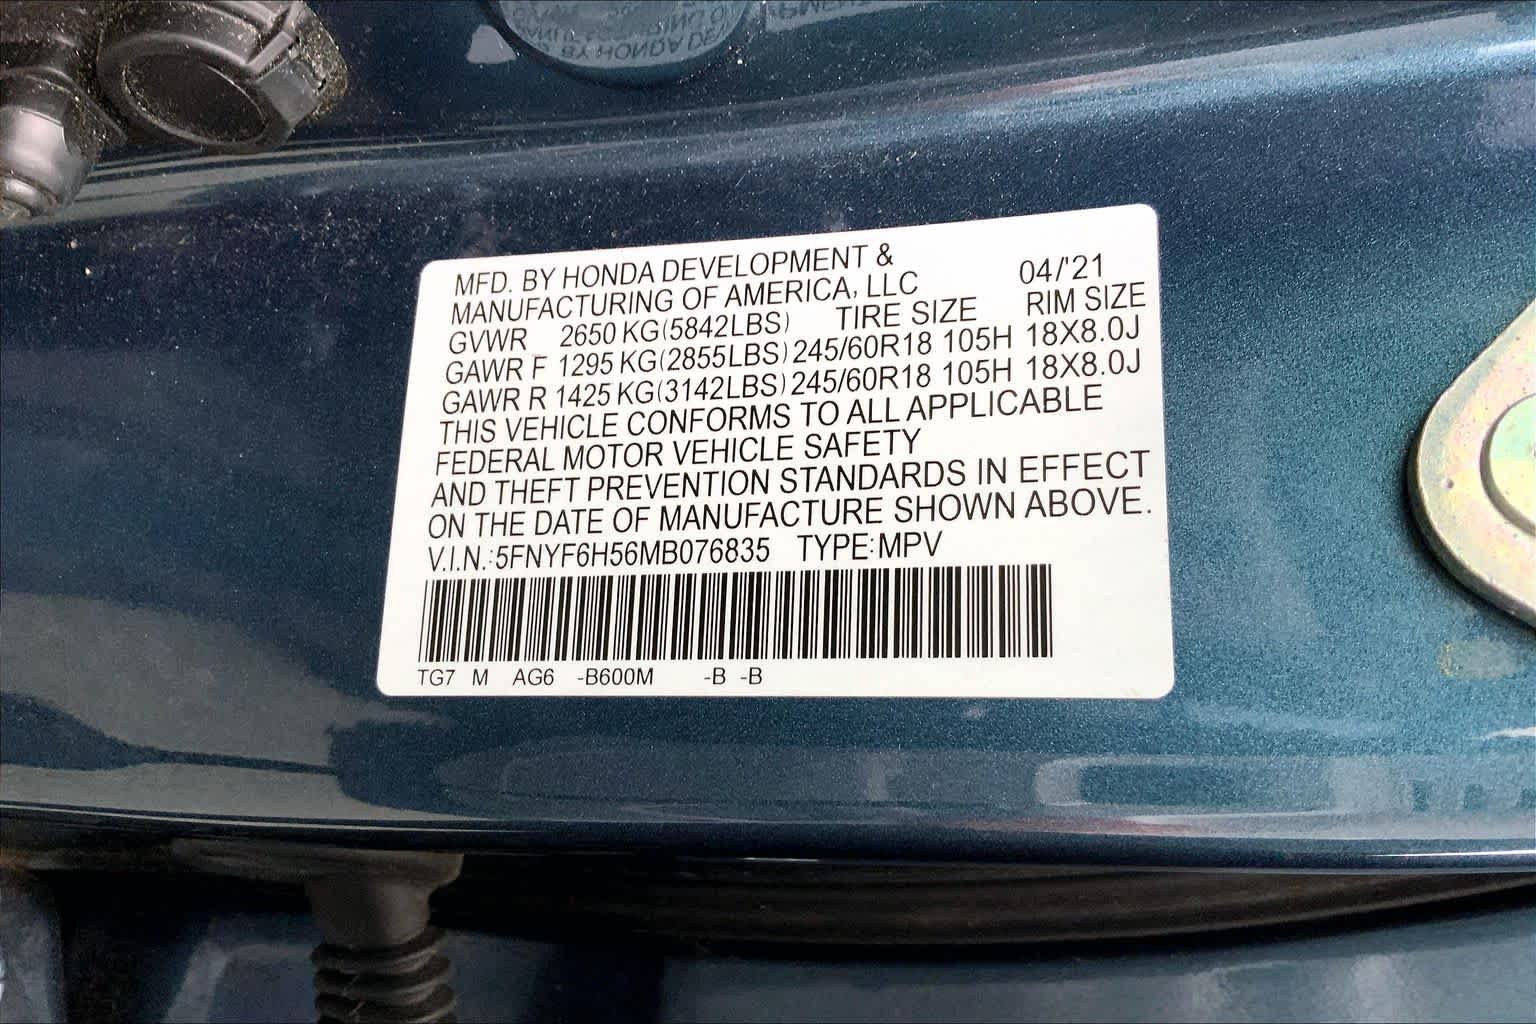 MFD. BY HONDA DEVELOPMENT &
MANUFACTURING OF AMERICA, LLC 04/'21
GVWR 2650 KG(5842LBS) TIRE SIZE RIM SIZE
GAWR F 1295 KG(2855LBS) 245/60R18 105H 18X8.0J
GAWR R 1425 KG(3142LBS) 245/60R18 105H 18X8.0J
THIS VEHICLE CONFORMS TO ALL APPLICABLE
FEDERAL MOTOR VEHICLE SAFETY
AND THEFT PREVENTION STANDARDS IN EFFECT
ON THE DATE OF MANUFACTURE SHOWN ABOVE.
V.I.N.:5FNYF6H56MB076835 TYPE:MPV
TG7 M AG6 -B600M -B -B